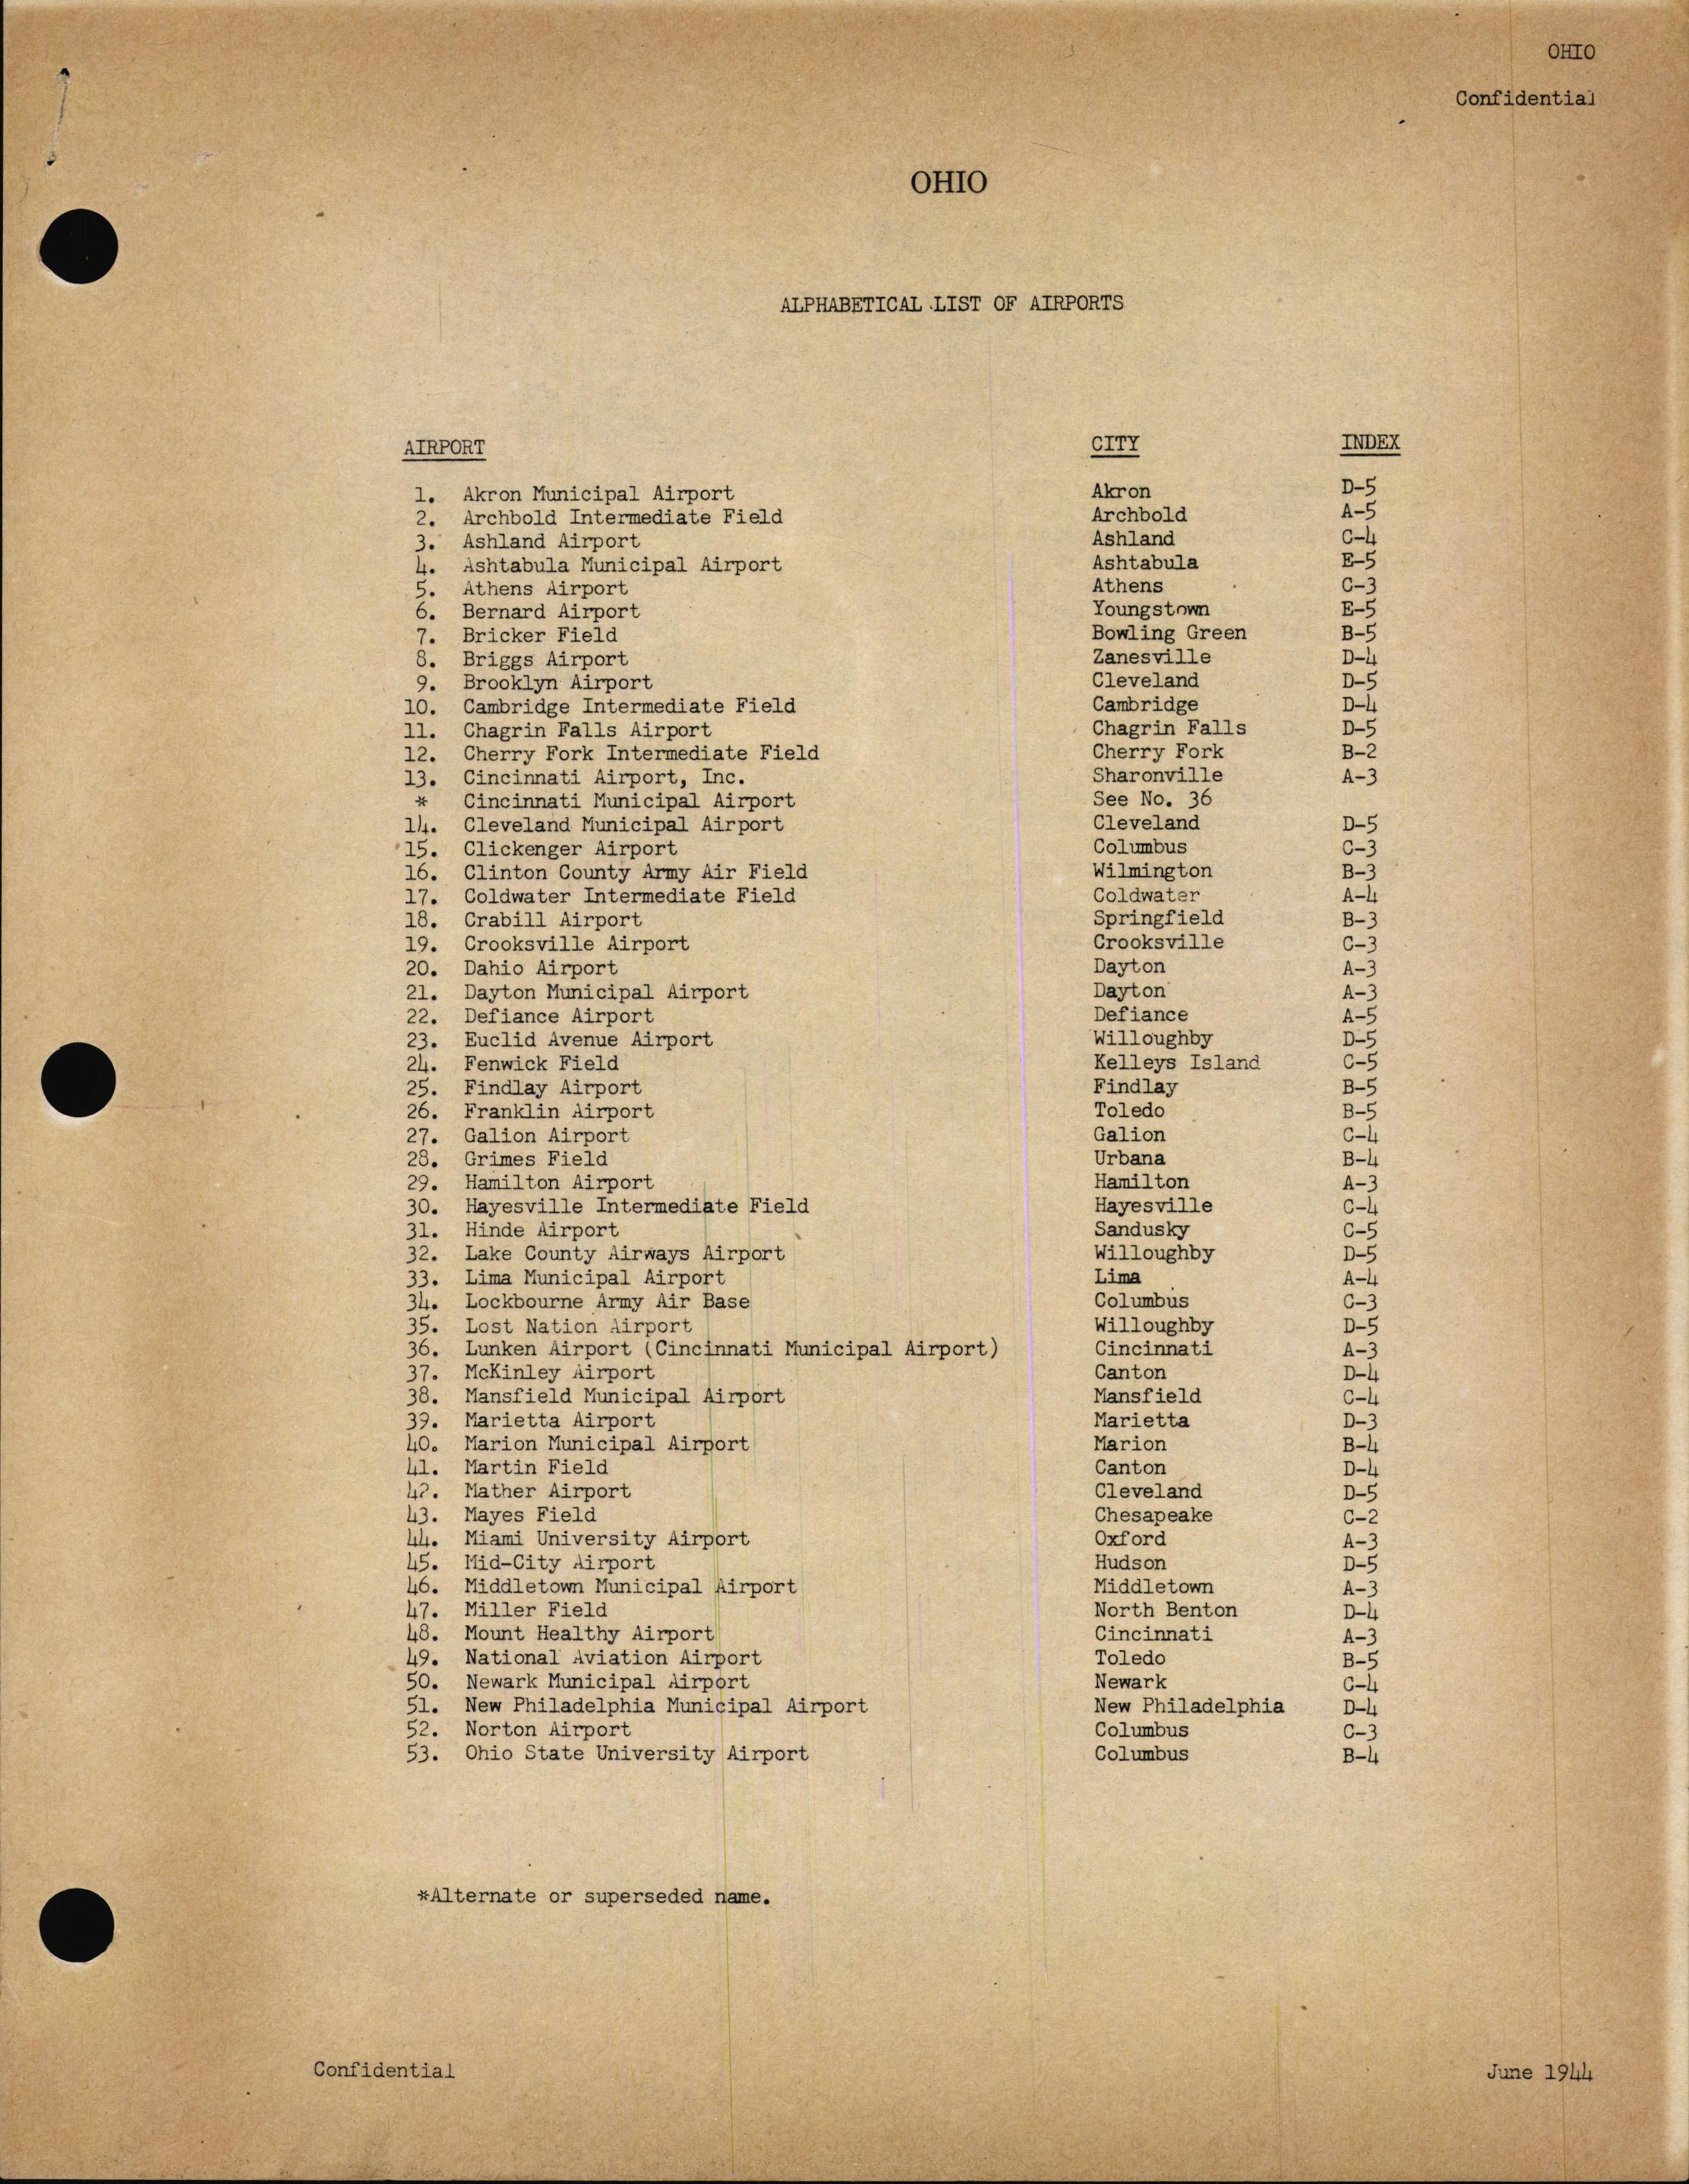 OHIO
Confidential
OHIO
ALPHABETICAL LIST OF AIRPORTS
AIRPORT CITY INDEX
1. Akron Municipal Airport Akron D-5
2. Archbold Intermediate Field Archbold A-5
3. Ashland Airport Ashland C-4
4. Ashtabula Municipal Airport Ashtabula E-5
5. Athens Airport Athens C-3
6. Bernard Airport Youngstown E-5
7. Bricker Field Bowling Green B-5
8. Briggs Airport Zanesville D-4
9. Brooklyn Airport Cleveland D-5
10. Cambridge Intermediate Field Cambridge D-4
11. Chagrin Falls Airport Chagrin Falls D-5
12. Cherry Fork Intermediate Field Cherry Fork B-2
13. Cincinnati Airport, Inc. Sharonville A-3
* Cincinnati Municipal Airport See No. 36
14. Cleveland Municipal Airport Cleveland D-5
15. Clickenger Airport Columbus C-3
16. Clinton County Army Air Field Wilmington B-3
17. Coldwater Intermediate Field Coldwater A-4
18. Crabill Airport Springfield B-3
19. Crooksville Airport Crooksville C-3
20. Dahio Airport Dayton A-3
21. Dayton Municipal Airport Dayton A-3
22. Defiance Airport Defiance A-5
23. Euclid Avenue Airport Willoughby D-5
24. Fenwick Field Kelleys Island C-5
25. Findlay Airport Findlay B-5
26. Franklin Airport Toledo B-5
27. Galion Airport Galion C-4
28. Grimes Field Urbana B-4
29. Hamilton Airport Hamilton A-3
30. Hayesville Intermediate Field Hayesville C-4
31. Hinde Airport Sandusky C-5
32. Lake County Airways Airport Willoughby D-5
33. Lima Municipal Airport Lima A-4
34. Lockbourne Army Air Base Columbus C-3
35. Lost Nation Airport Willoughby D-5
36. Lunken Airport (Cincinnati Municipal Airport) Cincinnati A-3
37. McKinley Airport Canton D-4
38. Mansfield Municipal Airport Mansfield C-4
39. Marietta Airport Marietta D-3
40. Marion Municipal Airport Marion B-4
41. Martin Field Canton D-4
42. Mather Airport Cleveland D-5
43. Mayes Field Chesapeake C-2
44. Miami University Airport Oxford A-3
45. Mid-City Airport Hudson D-5
46. Middletown Municipal Airport Middletown A-3
47. Miller Field North Benton D-4
48. Mount Healthy Airport Cincinnati A-3
49. National Aviation Airport Toledo B-5
50. Newark Municipal Airport Newark C-4
51. New Philadelphia Municipal Airport New Philadelphia D-4
52. Norton Airport Columbus C-3
53. Ohio State University Airport Columbus B-4
*Alternate or superseded name.
Confidential June 1944